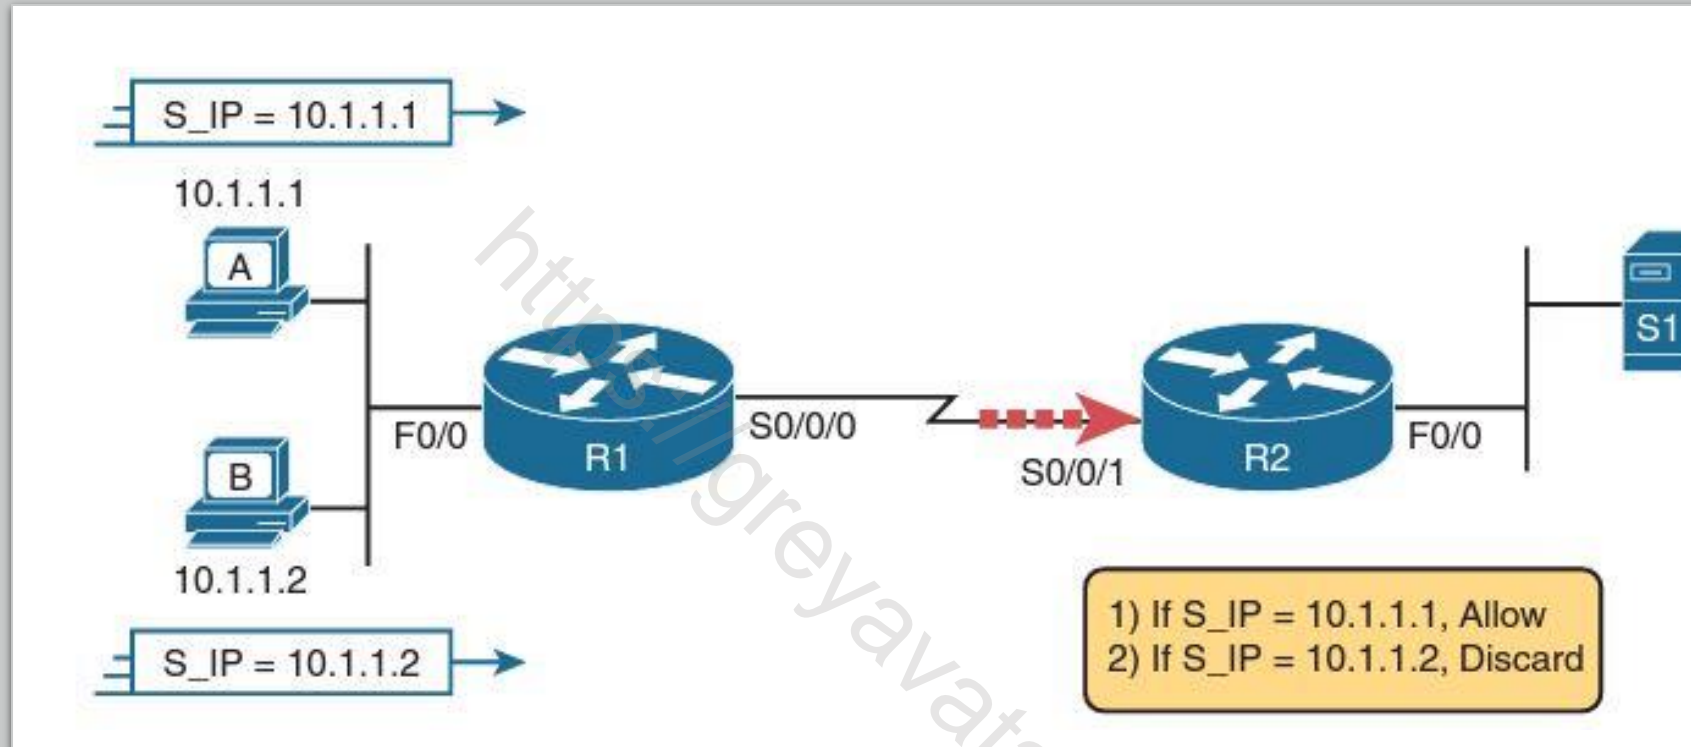 S_IP = 10.1.1.1
10.1.1.1
A
S1
F0/0
S0/0/0
F0/0
R1
R2
S0/0/1
B
10.1.1.2
1) If S_IP = 10.1.1.1, Allow
2) If S_IP = 10.1.1.2, Discard
S_IP = 10.1.1.2
https://greyavat